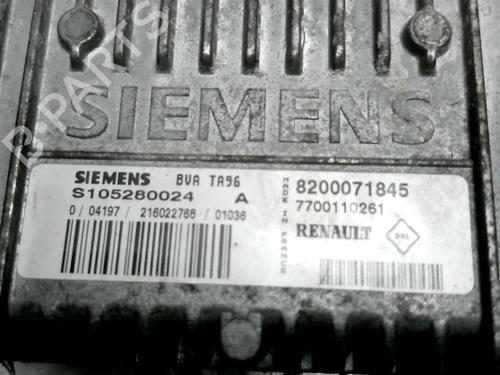 B-PARTS
SIEMENS
SIEMENS BVA TA96
S105280024 A
0 / 04197 / 216022768 / 01036
MADE IN FRANCE
8200071845
7700110261
RENAULT